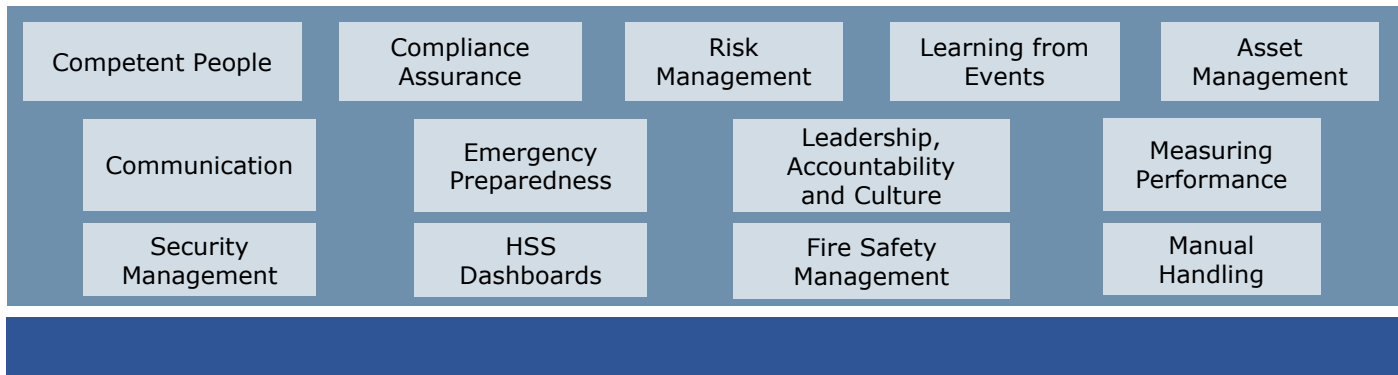 Competent People
Compliance
Assurance
Risk
Management
Learning from
Events
Asset
Management
Communication
Emergency
Preparedness
Leadership,
Accountability
and Culture
Measuring
Performance
Security
Management
HSS
Dashboards
Fire Safety
Management
Manual
Handling